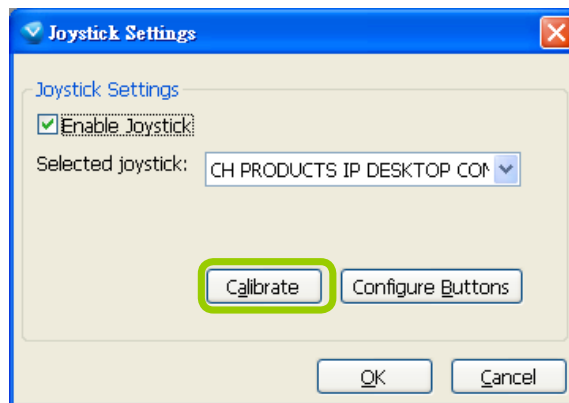 Joystick Settings
Joystick Settings
Enable Joystick
Selected joystick: CH PRODUCTS IP DESKTOP CON
Calibrate Configure Buttons
OK Cancel